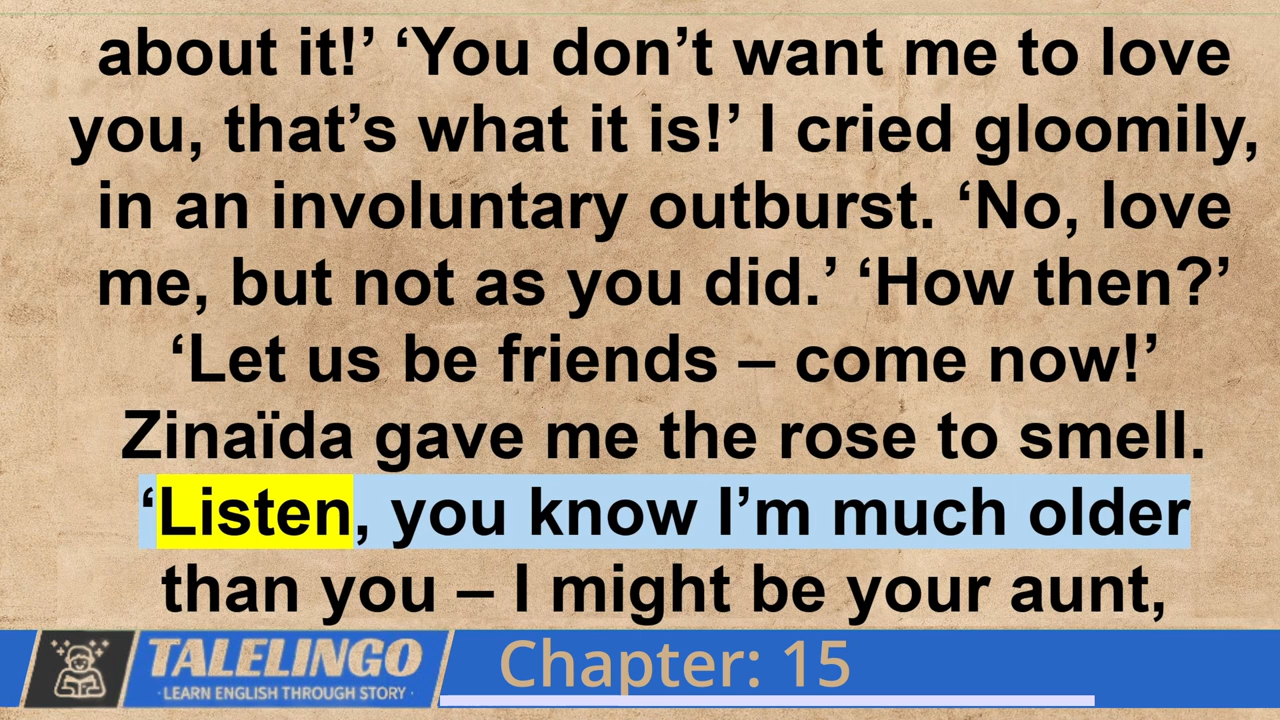 about it!’ ‘You don’t want me to love
you, that’s what it is!’ I cried gloomily,
in an involuntary outburst. ‘No, love
me, but not as you did.’ ‘How then?’
‘Let us be friends – come now!’
Zinaïda gave me the rose to smell.
‘Listen, you know I’m much older
than you – I might be your aunt,
TALELINGO
· LEARN ENGLISH THROUGH STORY ·
Chapter: 15